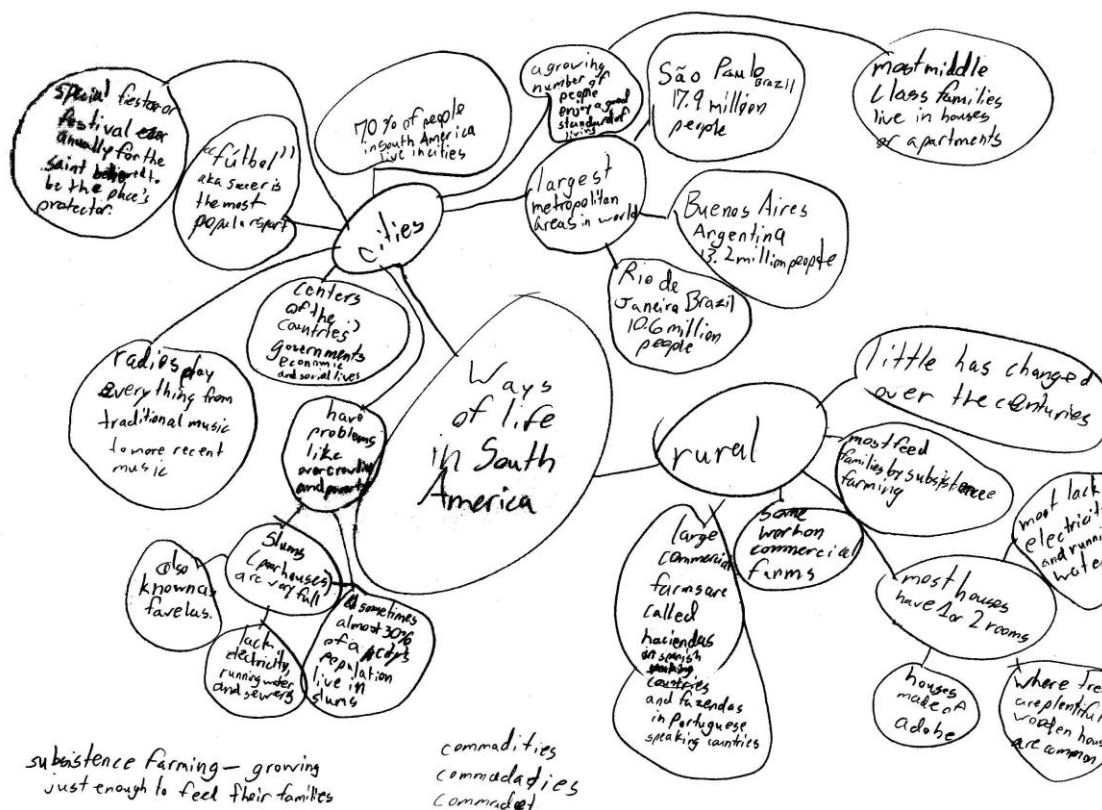 special fiesta or
festival
anually for the
saint believed to
be the place's
protector.
"fútbol"
aka soccer is
the most
popular sport
70% of people
in South America
live in cities
a growing
number of
people
enjoy a good
standard of
living
most middle
class families
live in houses
or apartments
São Paulo
Brazil
17.9 million
people
largest
metropolitan
areas in world
Buenos Aires
Argentina
13.2 million people
Rio de
Janeiro Brazil
10.6 million
people
cities
centers
of the
countries
governments
economic
and social lives
radios play
everything from
traditional music
to more recent
music
have
problems
like
overcrowding
and poverty
slums
(poor houses)
are very full
also
known as
favelas.
lack
electricity,
running water
and sewers
sometimes
almost 30%
of a city's
population
live in
slums
Ways
of life
in South
America
rural
little has changed
over the centuries
most feed
families by subsistence
farming
some
work on
commercial
farms
large
commercial
farms are
called
haciendas
in spanish
speaking
countries
and fazendas
in Portuguese
speaking countries
most houses
have 1 or 2 rooms
most lack
electricity
and running
water
houses
made of
adobe
where trees
are plentiful
wooden houses
are common
subsistence farming — growing
just enough to feel their families
commadities
commadadties
commadoet